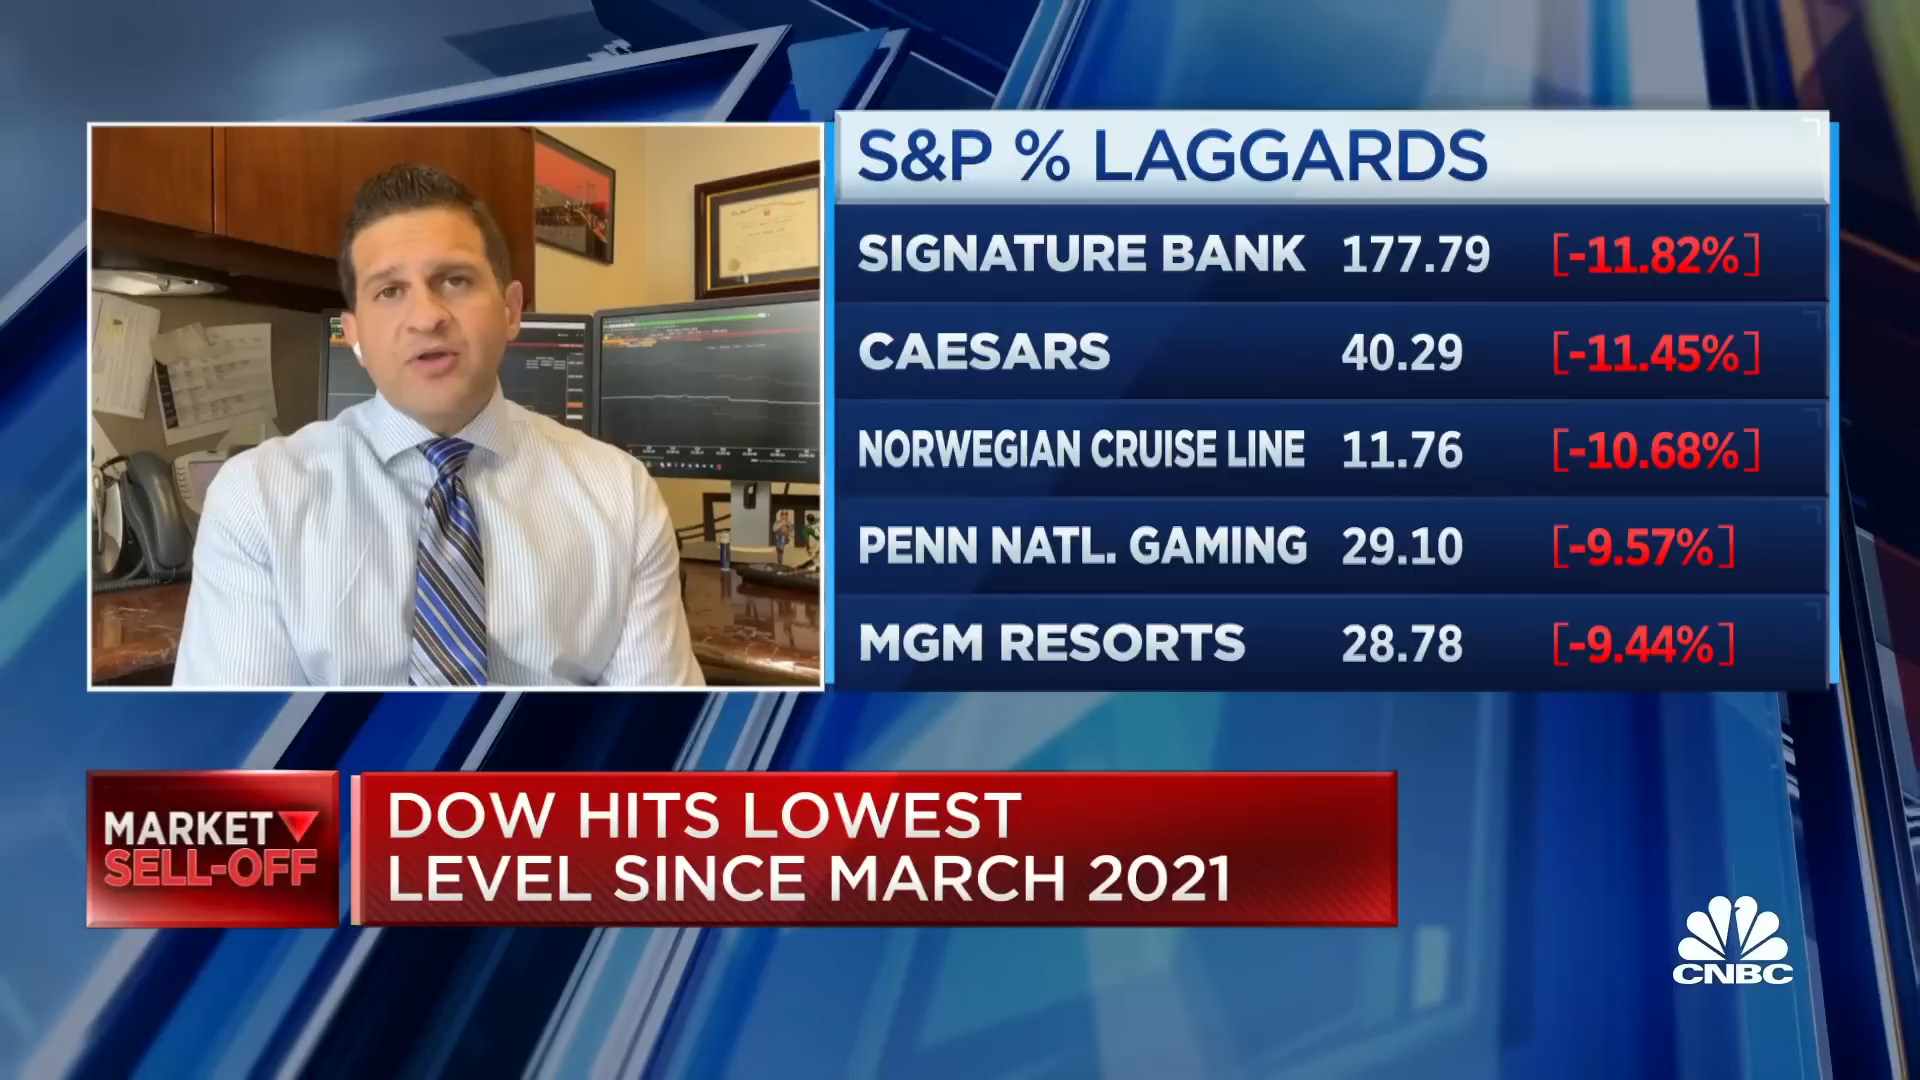 S&P % LAGGARDS
SIGNATURE BANK 177.79 [-11.82%]
CAESARS 40.29 [-11.45%]
NORWEGIAN CRUISE LINE 11.76 [-10.68%]
PENN NATL. GAMING 29.10 [-9.57%]
MGM RESORTS 28.78 [-9.44%]
MARKET
SELL-OFF
DOW HITS LOWEST
LEVEL SINCE MARCH 2021
CNBC